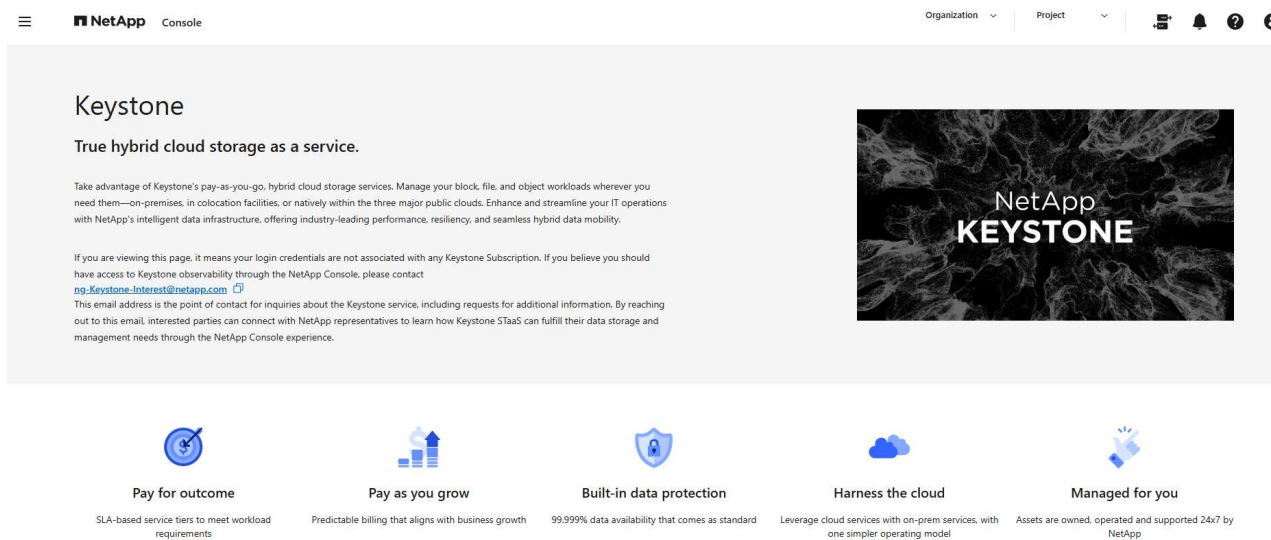 NetApp Console
Organization
Project
Keystone
True hybrid cloud storage as a service.
Take advantage of Keystone's pay-as-you-go, hybrid cloud storage services. Manage your block, file, and object workloads wherever you
need them—on-premises, in colocation facilities, or natively within the three major public clouds. Enhance and streamline your IT operations
with NetApp's intelligent data infrastructure, offering industry-leading performance, resiliency, and seamless hybrid data mobility.
If you are viewing this page, it means your login credentials are not associated with any Keystone Subscription. If you believe you should
have access to Keystone observability through the NetApp Console, please contact
ng-Keystone-Interest@netapp.com
This email address is the point of contact for inquiries about the Keystone service, including requests for additional information. By reaching
out to this email, interested parties can connect with NetApp representatives to learn how Keystone STaaS can fulfill their data storage and
management needs through the NetApp Console experience.
NetApp
KEYSTONE
Pay for outcome
SLA-based service tiers to meet workload
requirements
Pay as you grow
Predictable billing that aligns with business growth
Built-in data protection
99.999% data availability that comes as standard
Harness the cloud
Leverage cloud services with on-prem services, with
one simpler operating model
Managed for you
Assets are owned, operated and supported 24x7 by
NetApp